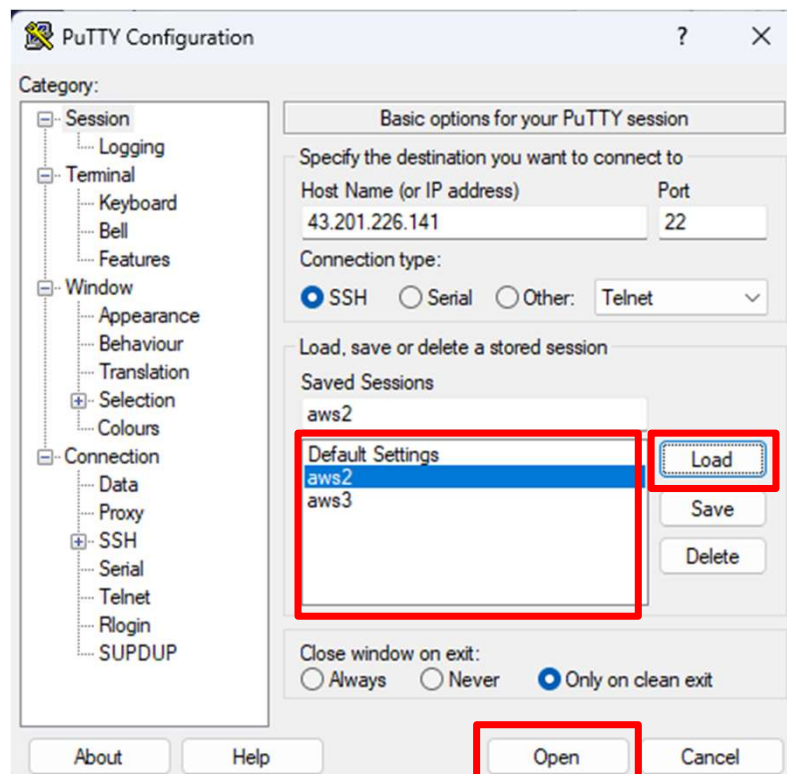 PuTTY Configuration
?
Category:
Session
Logging
Terminal
Keyboard
Bell
Features
Window
Appearance
Behaviour
Translation
Selection
Colours
Connection
Data
Proxy
SSH
Serial
Telnet
Rlogin
SUPDUP
Basic options for your PuTTY session
Specify the destination you want to connect to
Host Name (or IP address) Port
43.201.226.141 22
Connection type:
SSH Serial Other: Telnet
Load, save or delete a stored session
Saved Sessions
aws2
Default Settings
aws2
aws3
Load
Save
Delete
Close window on exit:
Always Never Only on clean exit
About Help Open Cancel